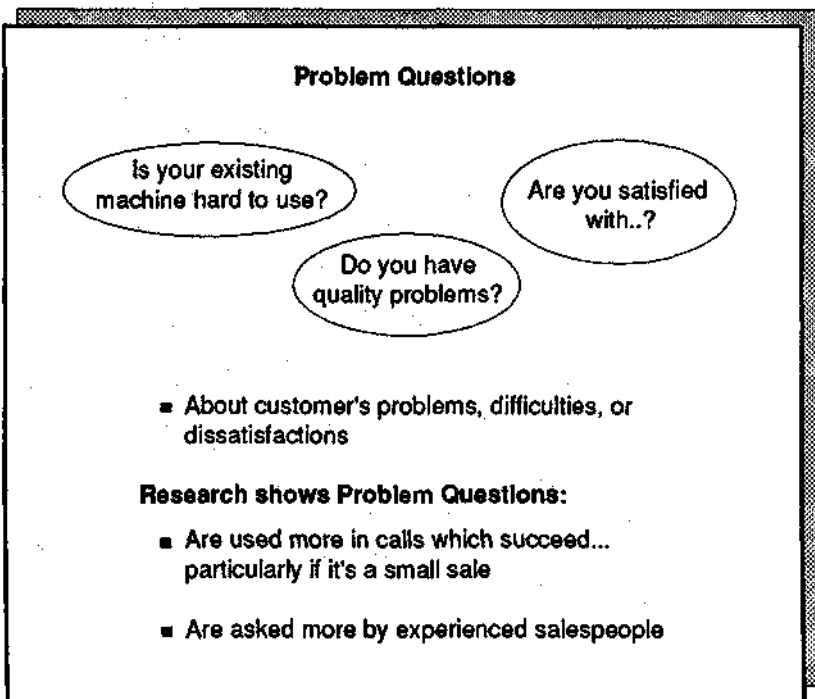 Problem Questions
Is your existing
machine hard to use?
Are you satisfied
with..?
Do you have
quality problems?
■ About customer's problems, difficulties, or
dissatisfactions
Research shows Problem Questions:
■ Are used more in calls which succeed...
particularly if it's a small sale
■ Are asked more by experienced salespeople